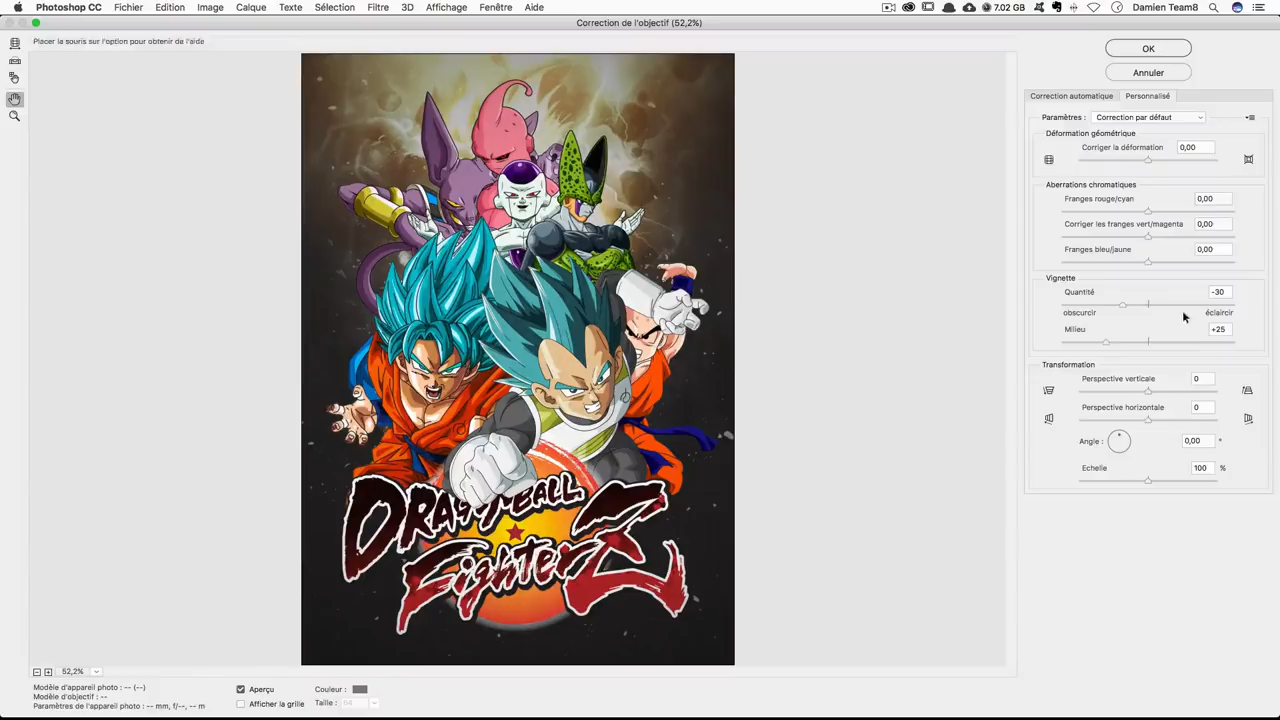 Photoshop CC Fichier Edition Image Calque Texte Sélection Filtre 3D Affichage Fenêtre Aide 7.02 GB Damien Team8
Correction de l'objectif (52,2%)
Placer la souris sur l'option pour obtenir de l'aide
OK
Annuler
Correction automatique Personnalisé
Paramètres : Correction par défaut
Déformation géométrique
Corriger la déformation 0,00
Aberrations chromatiques
Franges rouge/cyan 0,00
Corriger les franges vert/magenta 0,00
Franges bleu/jaune 0,00
Vignette
Quantité -30
obscurcir éclaircir
Milieu +25
Transformation
Perspective verticale 0
Perspective horizontale 0
Angle : 0,00 °
Echelle 100 %
DRAGON BALL
FighterZ
52,2%
Modèle d'appareil photo : -- (--)
Modèle d'objectif : --
Paramètres de l'appareil photo : -- mm, f/--, -- m
Aperçu Couleur :
Afficher la grille Taille : 64